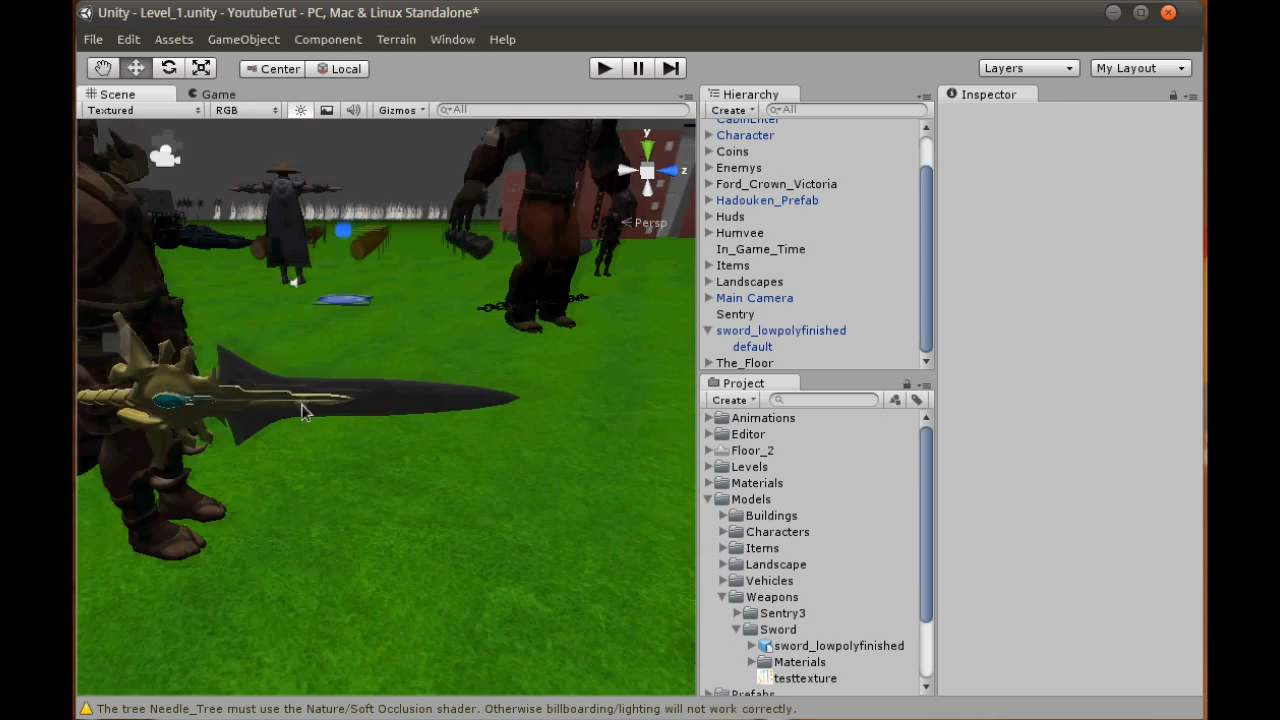 Unity - Level_1.unity - YoutubeTut - PC, Mac & Linux Standalone*
File Edit Assets GameObject Component Terrain Window Help
Center Local Layers My Layout
Scene Game
Textured RGB Gizmos All
y
z
Persp
Hierarchy
Create All
CabinEnter
Character
Coins
Enemys
Ford_Crown_Victoria
Hadouken_Prefab
Huds
Humvee
In_Game_Time
Items
Landscapes
Main Camera
Sentry
sword_lowpolyfinished
default
The_Floor
Project
Create
Animations
Editor
Floor_2
Levels
Materials
Models
Buildings
Characters
Items
Landscape
Vehicles
Weapons
Sentry3
Sword
sword_lowpolyfinished
Materials
testtexture
Prefabs
Inspector
The tree Needle_Tree must use the Nature/Soft Occlusion shader. Otherwise billboarding/lighting will not work correctly.